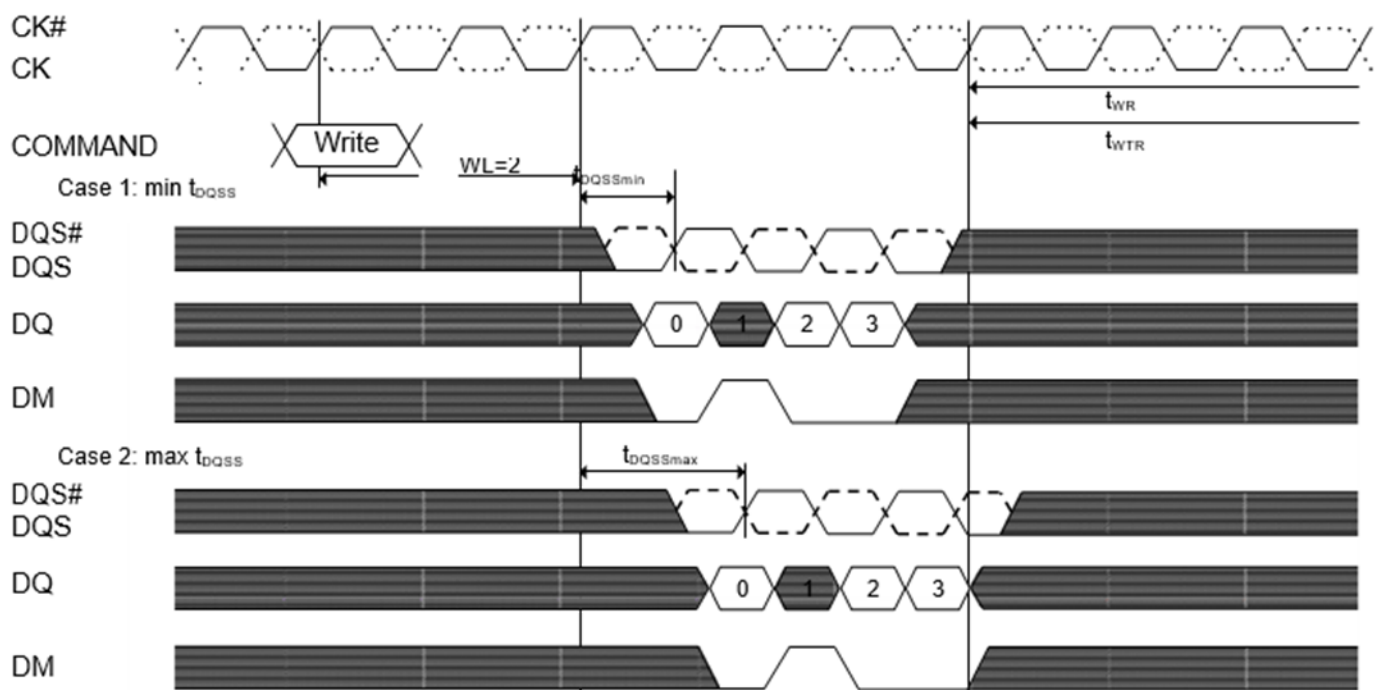 CK#
CK
tWR
tWTR
COMMAND
Write
WL=2
tDQSSmin
Case 1: min tDQSS
DQS#
DQS
DQ
0 1 2 3
DM
Case 2: max tDQSS
tDQSSmax
DQS#
DQS
DQ
0 1 2 3
DM